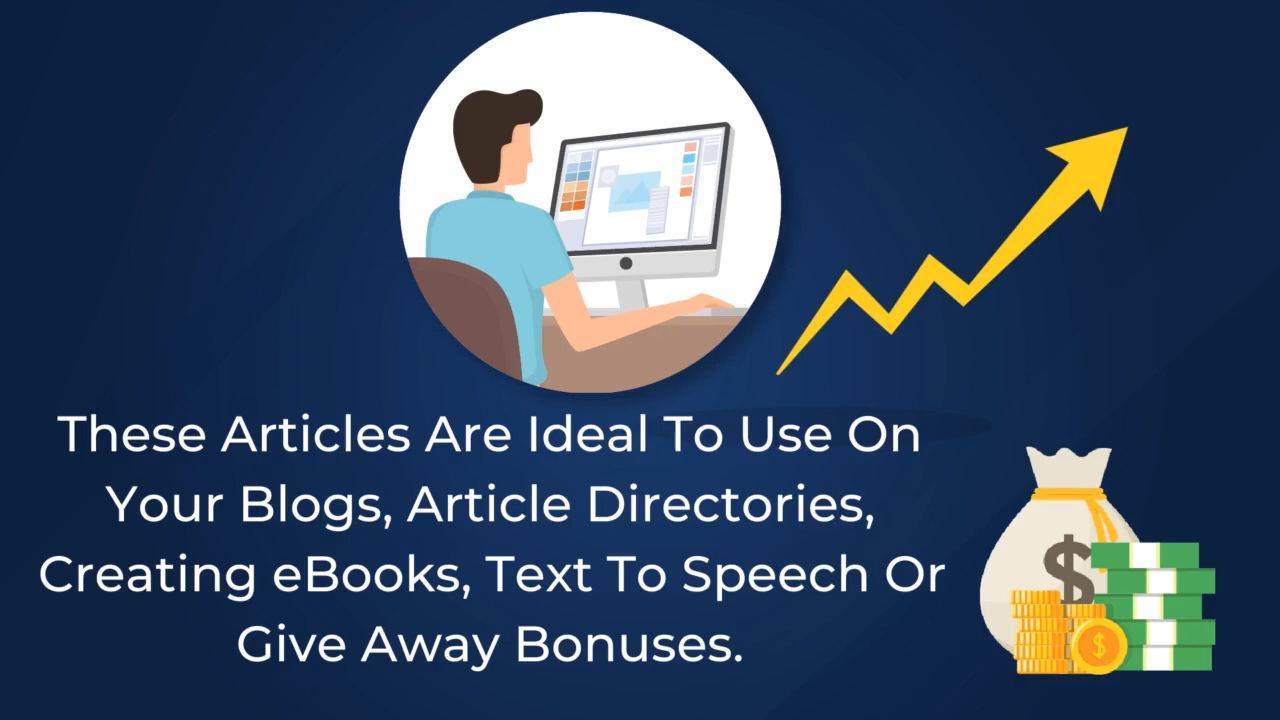 These Articles Are Ideal To Use On
Your Blogs, Article Directories,
Creating eBooks, Text To Speech Or
Give Away Bonuses.
$
$